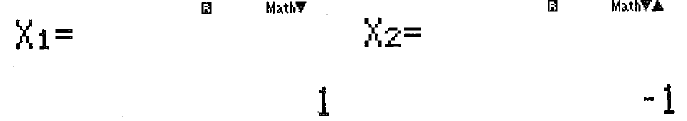 R Math▼ R Math▼▲
X1= X2=
1 -1